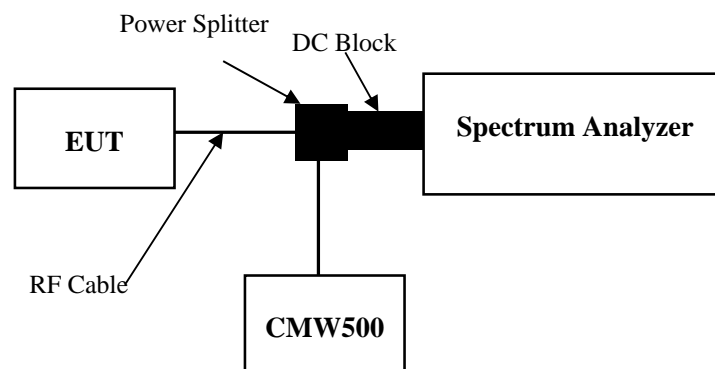 Power Splitter
DC Block
EUT
Spectrum Analyzer
RF Cable
CMW500